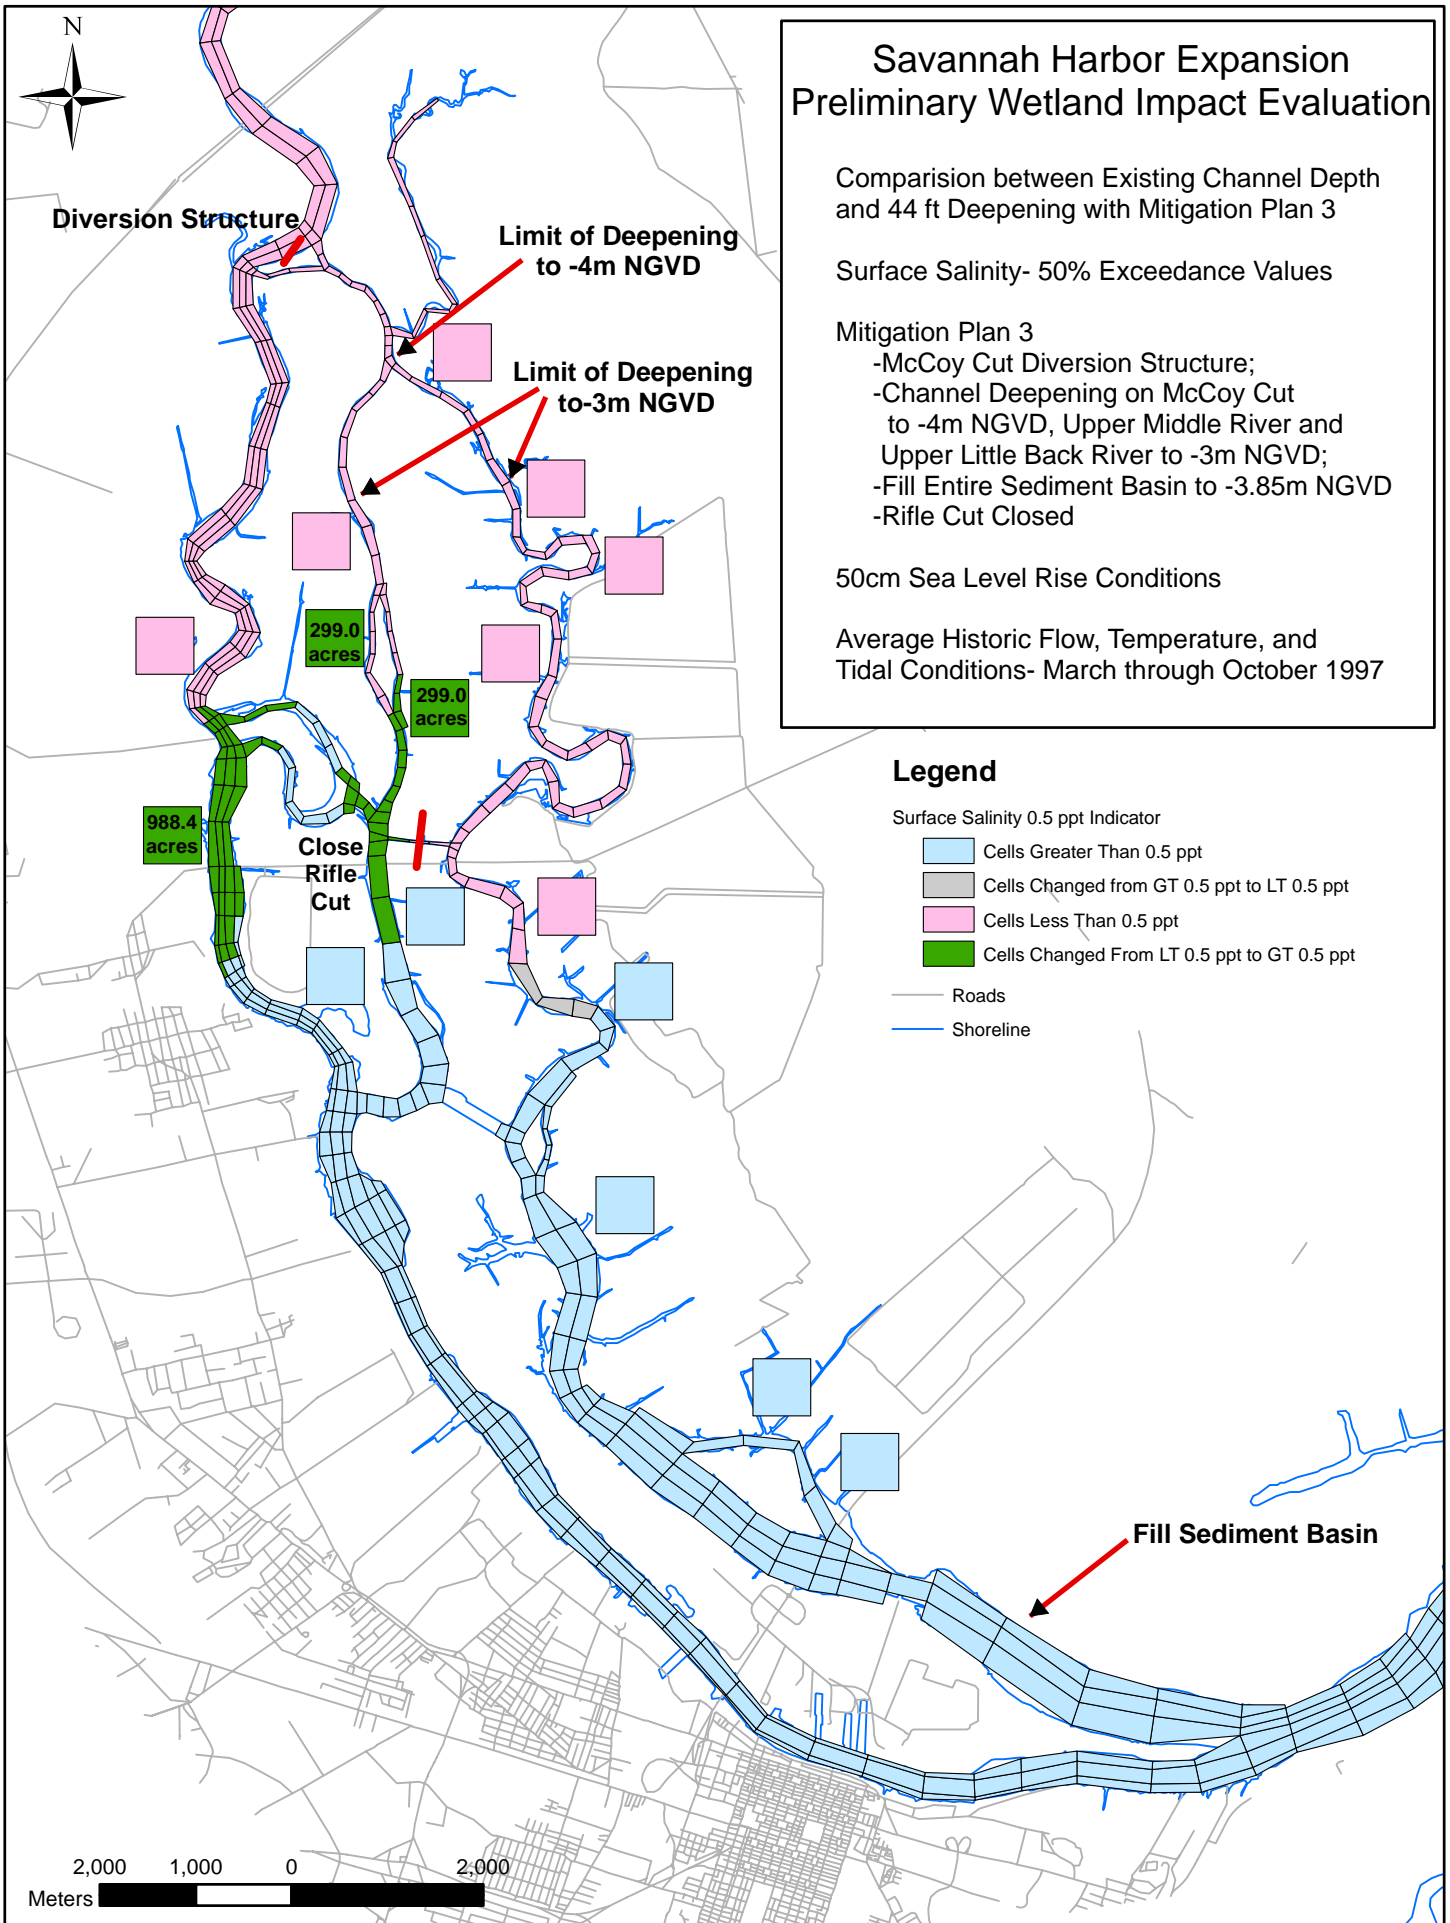 N
Savannah Harbor Expansion
Preliminary Wetland Impact Evaluation
Comparision between Existing Channel Depth
and 44 ft Deepening with Mitigation Plan 3
Surface Salinity- 50% Exceedance Values
Mitigation Plan 3
-McCoy Cut Diversion Structure;
-Channel Deepening on McCoy Cut
to -4m NGVD, Upper Middle River and
Upper Little Back River to -3m NGVD;
-Fill Entire Sediment Basin to -3.85m NGVD
-Rifle Cut Closed
50cm Sea Level Rise Conditions
Average Historic Flow, Temperature, and
Tidal Conditions- March through October 1997
Diversion Structure
Limit of Deepening
to -4m NGVD
Limit of Deepening
to-3m NGVD
299.0
acres
299.0
acres
988.4
acres
Close
Rifle
Cut
Legend
Surface Salinity 0.5 ppt Indicator
Cells Greater Than 0.5 ppt
Cells Changed from GT 0.5 ppt to LT 0.5 ppt
Cells Less Than 0.5 ppt
Cells Changed From LT 0.5 ppt to GT 0.5 ppt
Roads
Shoreline
Fill Sediment Basin
2,000 1,000 0 2,000
Meters